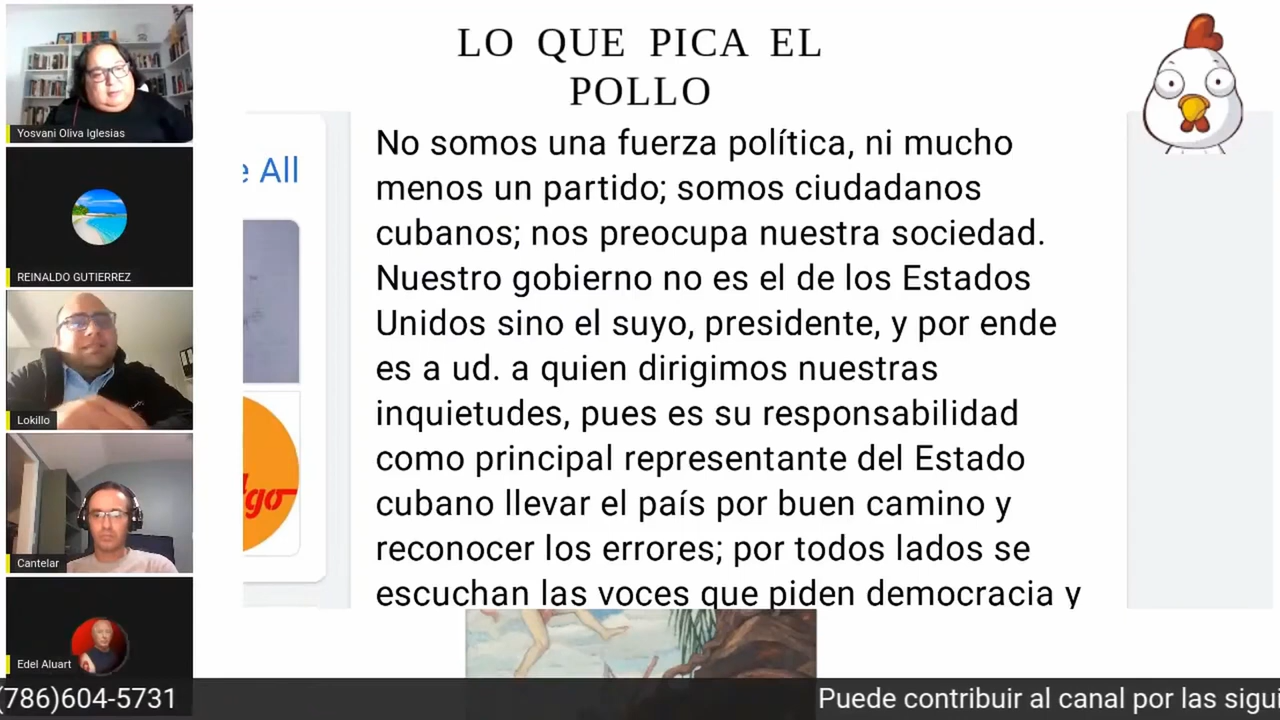 LO QUE PICA EL
POLLO
Yosvani Oliva Iglesias
REINALDO GUTIERREZ
Lokillo
Cantelar
Edel Aluart
All
No somos una fuerza política, ni mucho
menos un partido; somos ciudadanos
cubanos; nos preocupa nuestra sociedad.
Nuestro gobierno no es el de los Estados
Unidos sino el suyo, presidente, y por ende
es a ud. a quien dirigimos nuestras
inquietudes, pues es su responsabilidad
como principal representante del Estado
cubano llevar el país por buen camino y
reconocer los errores; por todos lados se
escuchan las voces que piden democracia y
(786)604-5731
Puede contribuir al canal por las sigui